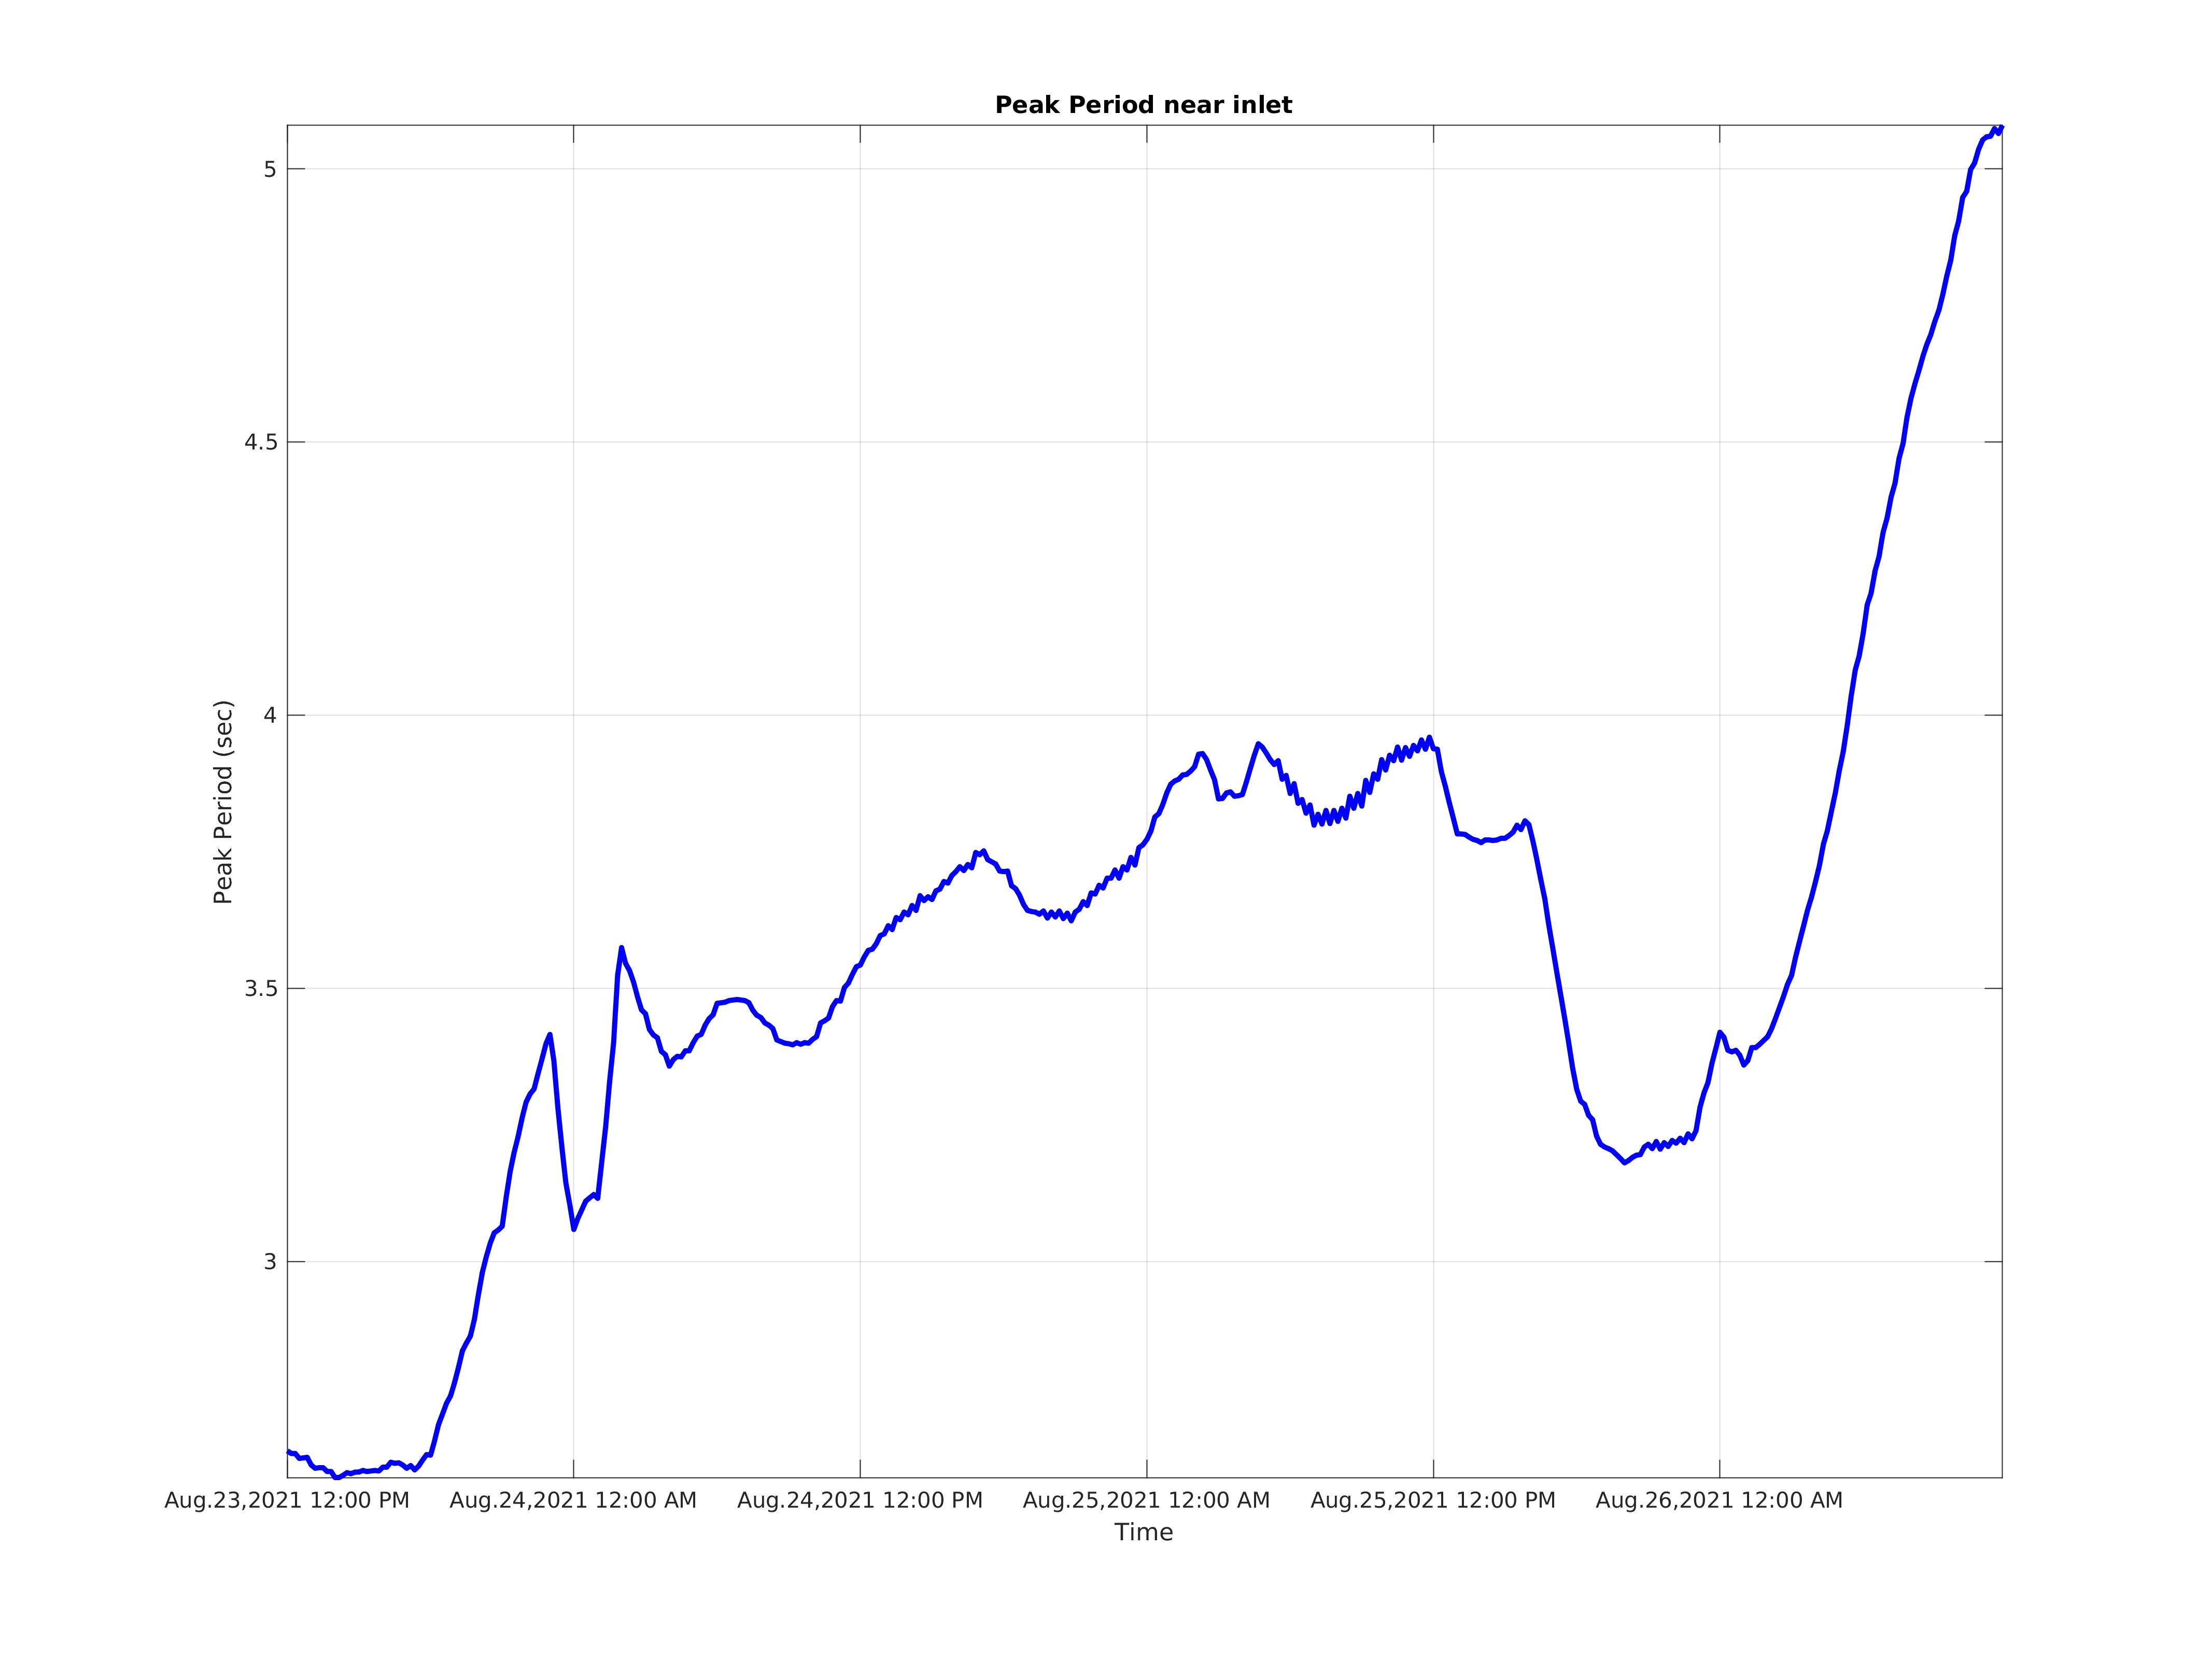 Peak Period near inlet
5
4.5
4
3.5
3
Peak Period (sec)
Aug.23,2021 12:00 PM
Aug.24,2021 12:00 AM
Aug.24,2021 12:00 PM
Aug.25,2021 12:00 AM
Aug.25,2021 12:00 PM
Aug.26,2021 12:00 AM
Time